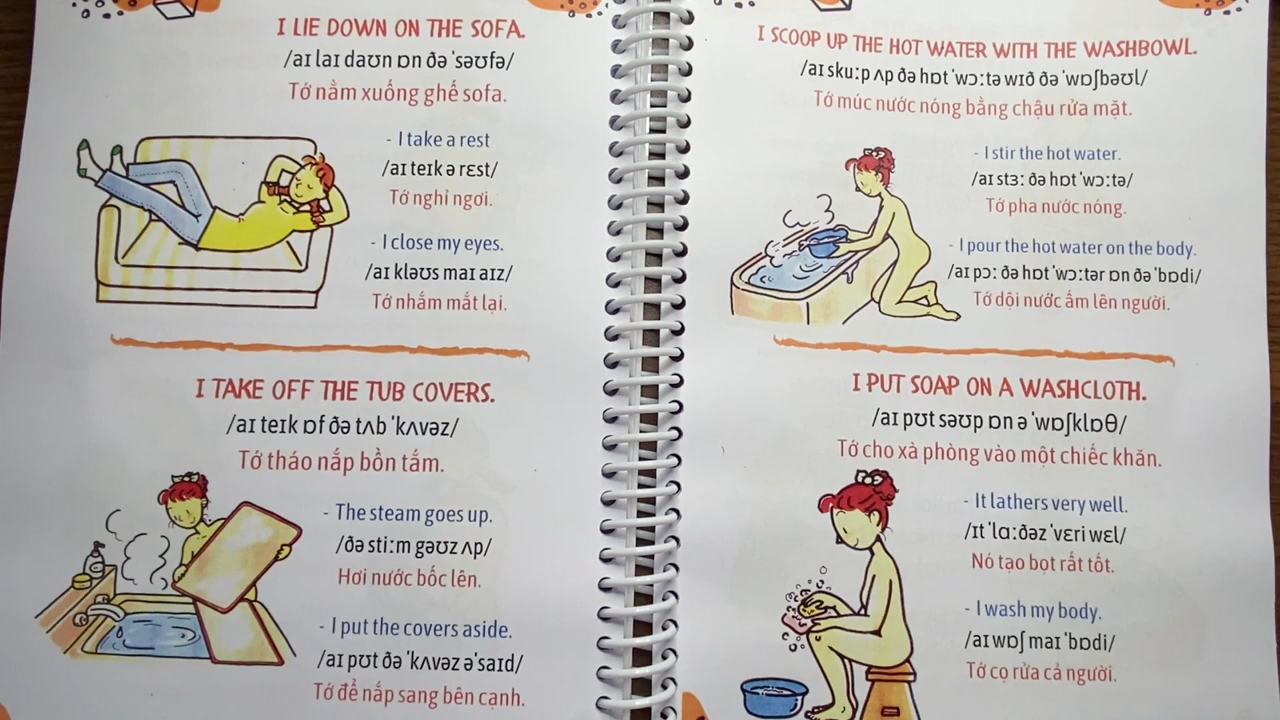 I LIE DOWN ON THE SOFA.
/aɪ laɪ daʊn ɒn ðə ˈsəʊfə/
Tớ nằm xuống ghế sofa.
- I take a rest
/aɪ teɪk ə rɛst/
Tớ nghỉ ngơi.
- I close my eyes.
/aɪ kləʊs maɪ aɪz/
Tớ nhắm mắt lại.
I TAKE OFF THE TUB COVERS.
/aɪ teɪk ɒf ðə tʌb ˈkʌvəz/
Tớ tháo nắp bồn tắm.
- The steam goes up.
/ðə stiːm gəʊz ʌp/
Hơi nước bốc lên.
- I put the covers aside.
/aɪ pʊt ðə ˈkʌvəz əˈsaɪd/
Tớ để nắp sang bên cạnh.
I SCOOP UP THE HOT WATER WITH THE WASHBOWL.
/aɪ skuːp ʌp ðə hɒt ˈwɔːtə wɪð ðə ˈwɒʃbəʊl/
Tớ múc nước nóng bằng chậu rửa mặt.
- I stir the hot water.
/aɪ stɜː ðə hɒt ˈwɔːtə/
Tớ pha nước nóng.
- I pour the hot water on the body.
/aɪ pɔː ðə hɒt ˈwɔːtər ɒn ðə ˈbɒdi/
Tớ dội nước ấm lên người.
I PUT SOAP ON A WASHCLOTH.
/aɪ pʊt səʊp ɒn ə ˈwɒʃklɒθ/
Tớ cho xà phòng vào một chiếc khăn.
- It lathers very well.
/ɪt ˈlɑːðəz ˈvɛri wɛl/
Nó tạo bọt rất tốt.
- I wash my body.
/aɪ wɒʃ maɪ ˈbɒdi/
Tớ cọ rửa cả người.